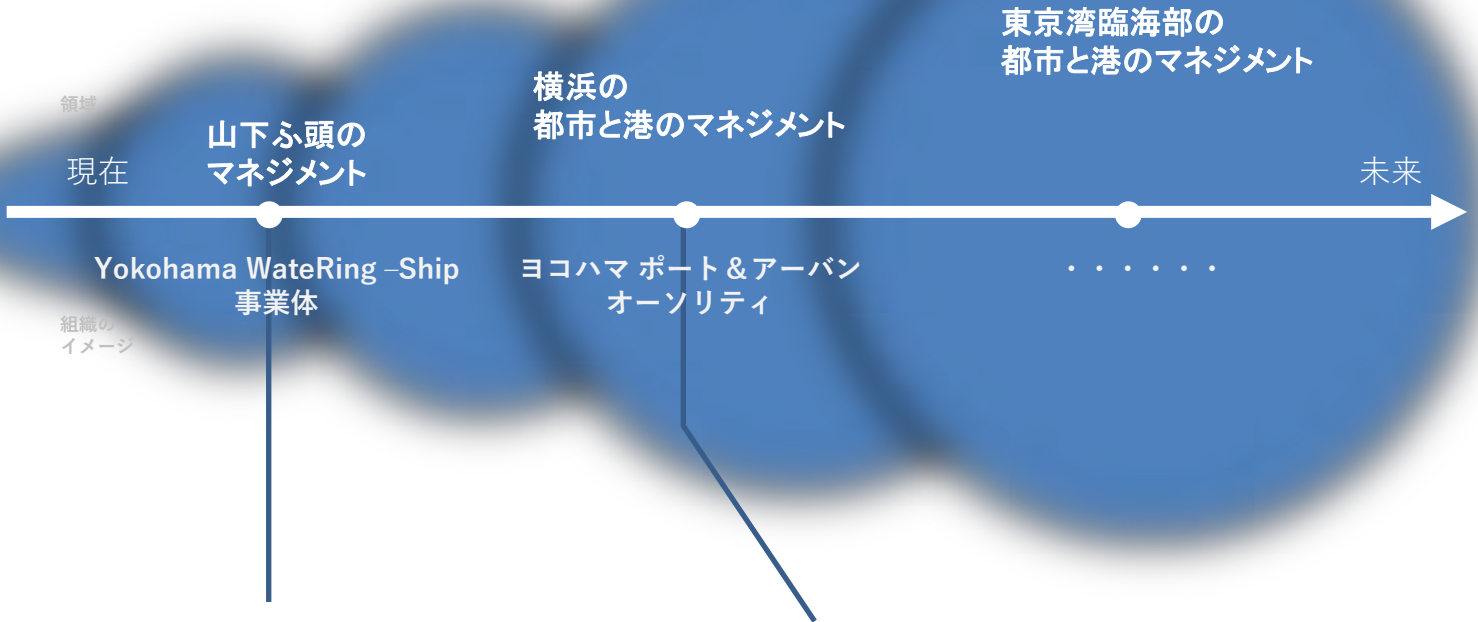 東京湾臨海部の
都市と港のマネジメント
横浜の
都市と港のマネジメント
領域
山下ふ頭の
マネジメント
現在
未来
Yokohama WateRing –Ship
事業体
ヨコハマ ポート＆アーバン
オーソリティ
・・・・・・
組織の
イメージ